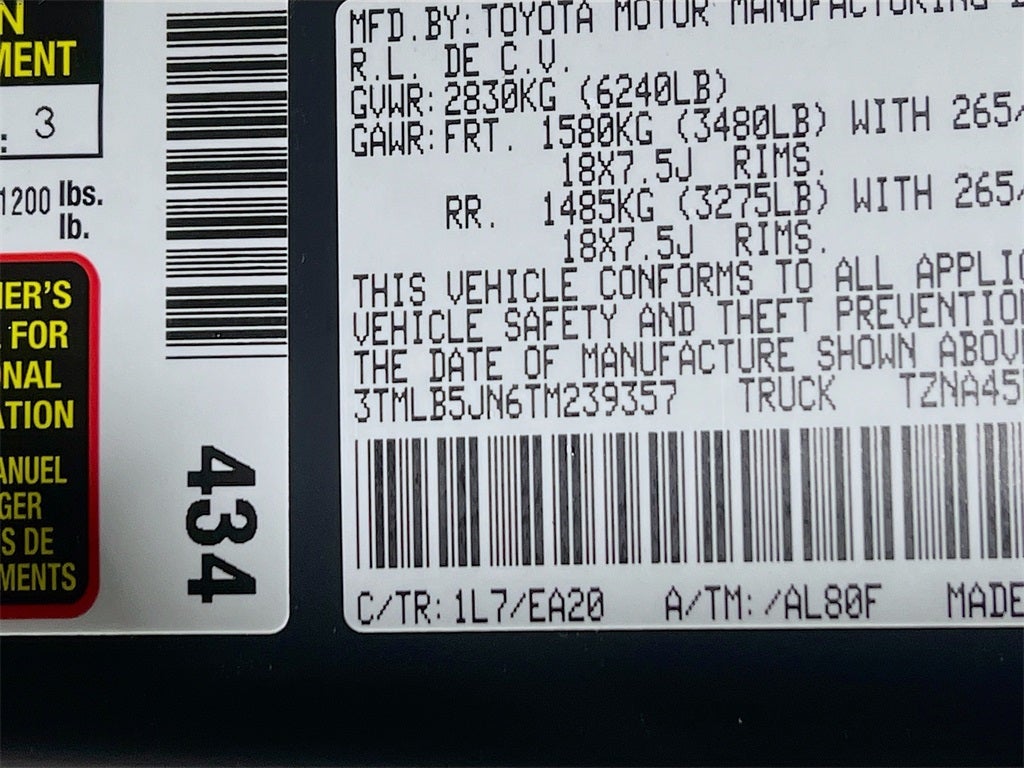 N
MENT
: 3
1200 lbs.
lb.
ER'S
FOR
NAL
ATION
ANUEL
GER
S DE
MENTS
434
MFD.BY:TOYOTA MOTOR MANUFACTURING
R.L. DE C.V.
GVWR:2830KG (6240LB)
GAWR:FRT. 1580KG (3480LB) WITH 265/
18X7.5J RIMS.
RR. 1485KG (3275LB) WITH 265/
18X7.5J RIMS.
THIS VEHICLE CONFORMS TO ALL APPLIC
VEHICLE SAFETY AND THEFT PREVENTION
THE DATE OF MANUFACTURE SHOWN ABOV
3TMLB5JN6TM239357 TRUCK TZNA45
C/TR:1L7/EA20 A/TM:/AL80F MADE